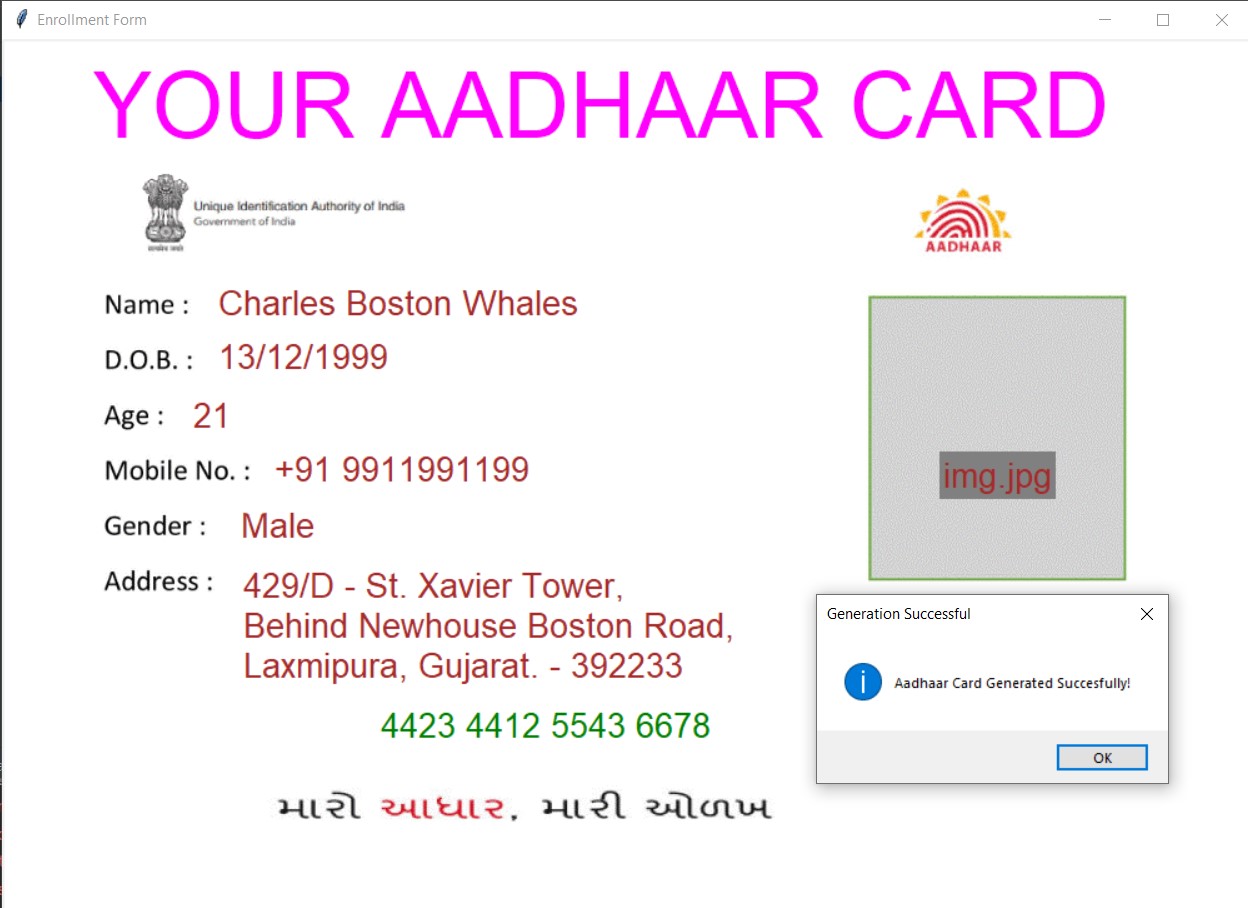 Enrollment Form
YOUR AADHAAR CARD
Unique Identification Authority of India
Government of India
AADHAAR
Name : Charles Boston Whales
D.O.B. : 13/12/1999
Age : 21
Mobile No. : +91 9911991199
Gender : Male
Address : 429/D - St. Xavier Tower,
Behind Newhouse Boston Road,
Laxmipura, Gujarat. - 392233
img.jpg
Generation Successful
Aadhaar Card Generated Succesfully!
OK
4423 4412 5543 6678
મારો આધાર, મારી ઓળખ